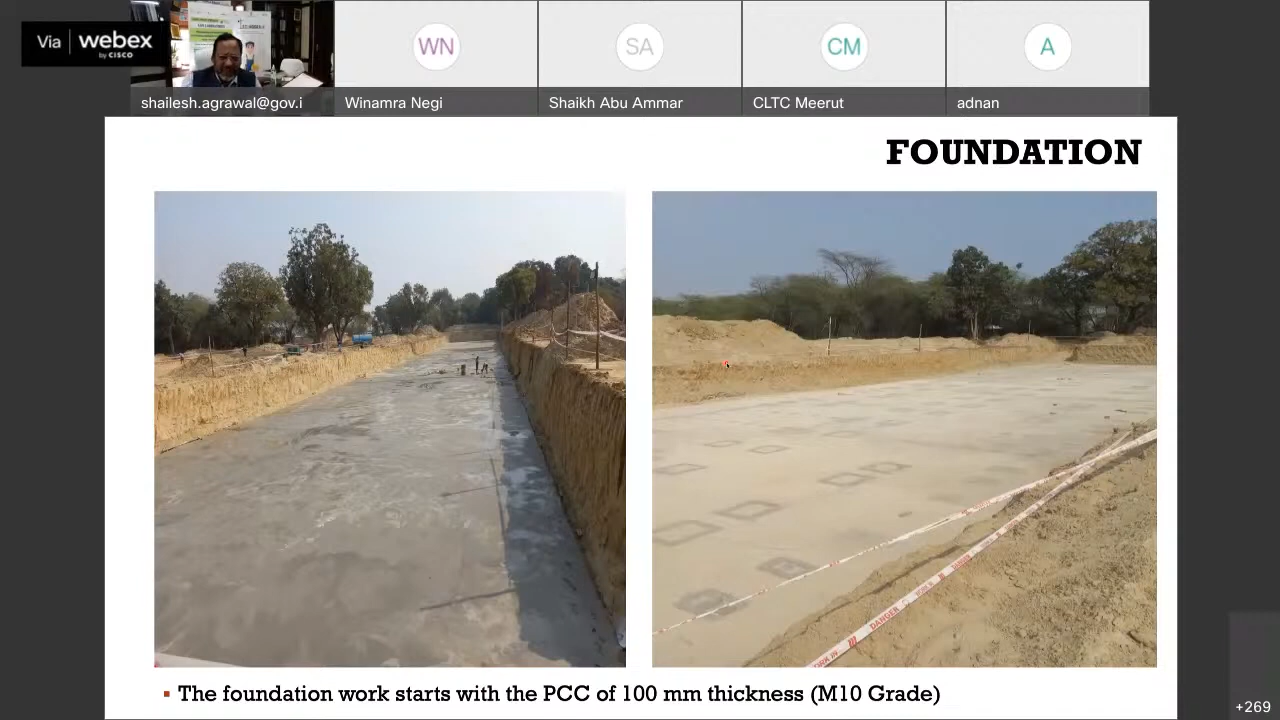 Via webex
by CISCO
WN
SA
CM
A
shailesh.agrawal@gov.i
Winamra Negi
Shaikh Abu Ammar
CLTC Meerut
adnan
FOUNDATION
DANGER
The foundation work starts with the PCC of 100 mm thickness (M10 Grade)
+269